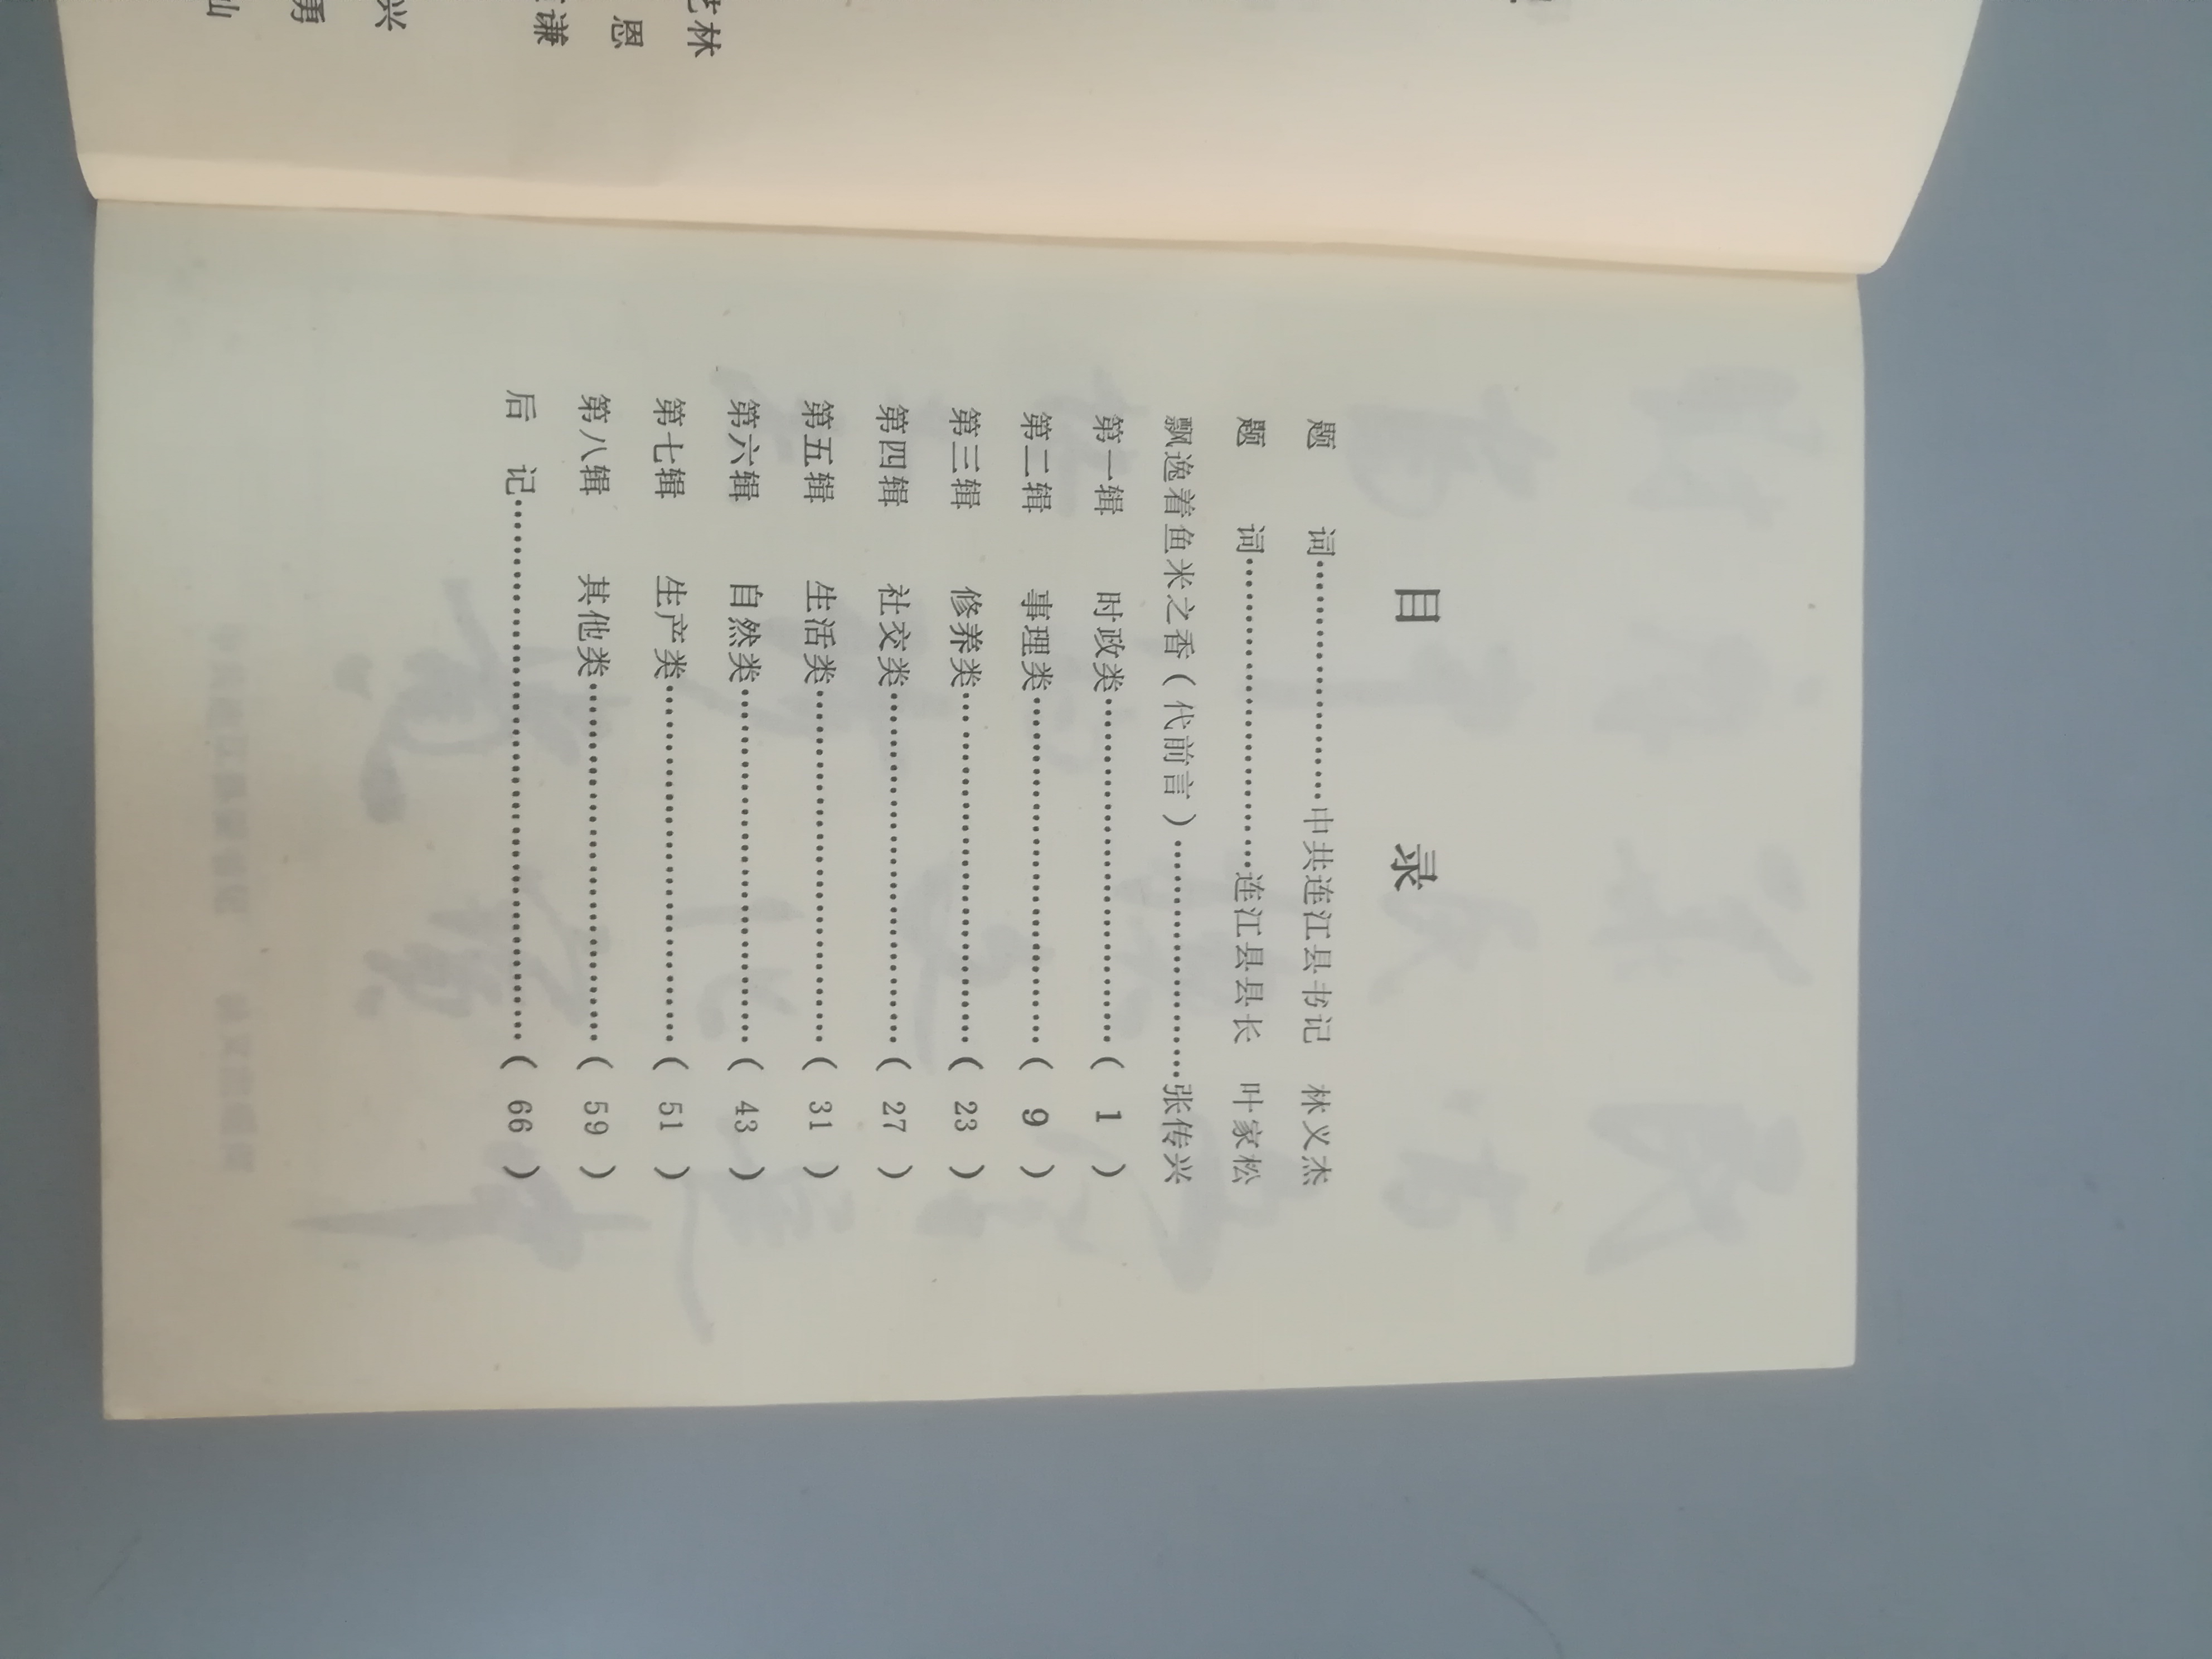 目 录
题 词……………………中共连江县书记 林义杰
题 词…………………………连江县县长 叶家松
飘逸着鱼米之香（代前言）……………………张传兴
第一辑 时政类……………………………（ 1 ）
第二辑 事理类……………………………（ 9 ）
第三辑 修养类……………………………（ 23 ）
第四辑 社交类……………………………（ 27 ）
第五辑 生活类……………………………（ 31 ）
第六辑 自然类……………………………（ 43 ）
第七辑 生产类……………………………（ 51 ）
第八辑 其他类……………………………（ 59 ）
后 记……………………………………………（ 66 ）
林
恩
谦
兴
勇